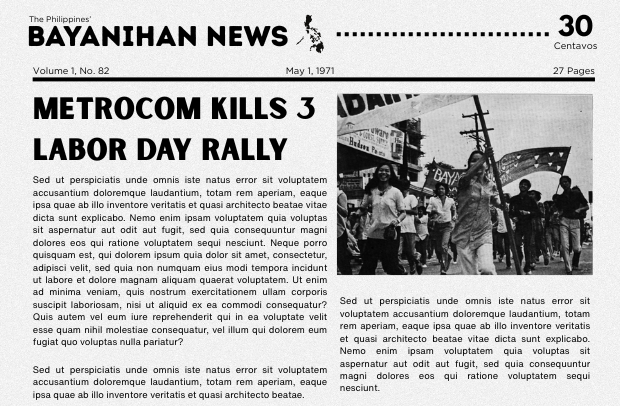 The Philippines'
BAYANIHAN NEWS
30
Centavos
Volume 1, No. 82
May 1, 1971
27 Pages
METROCOM KILLS 3
LABOR DAY RALLY
Sed ut perspiciatis unde omnis iste natus error sit voluptatem
accusantium doloremque laudantium, totam rem aperiam, eaque
ipsa quae ab illo inventore veritatis et quasi architecto beatae vitae
dicta sunt explicabo. Nemo enim ipsam voluptatem quia voluptas
sit aspernatur aut odit aut fugit, sed quia consequuntur magni
dolores eos qui ratione voluptatem sequi nesciunt. Neque porro
quisquam est, qui dolorem ipsum quia dolor sit amet, consectetur,
adipisci velit, sed quia non numquam eius modi tempora incidunt
ut labore et dolore magnam aliquam quaerat voluptatem. Ut enim
ad minima veniam, quis nostrum exercitationem ullam corporis
suscipit laboriosam, nisi ut aliquid ex ea commodi consequatur?
Quis autem vel eum iure reprehenderit qui in ea voluptate velit
esse quam nihil molestiae consequatur, vel illum qui dolorem eum
fugiat quo voluptas nulla pariatur?
Sed ut perspiciatis unde omnis iste natus error sit voluptatem
accusantium doloremque laudantium, totam rem aperiam, eaque
ipsa quae ab illo inventore veritatis et quasi architecto beatae.
Sed ut perspiciatis unde omnis iste natus error sit
voluptatem accusantium doloremque laudantium, totam
rem aperiam, eaque ipsa quae ab illo inventore veritatis
et quasi architecto beatae vitae dicta sunt explicabo.
Nemo enim ipsam voluptatem quia voluptas sit
aspernatur aut odit aut fugit, sed quia consequuntur
magni dolores eos qui ratione voluptatem sequi
nesciunt.